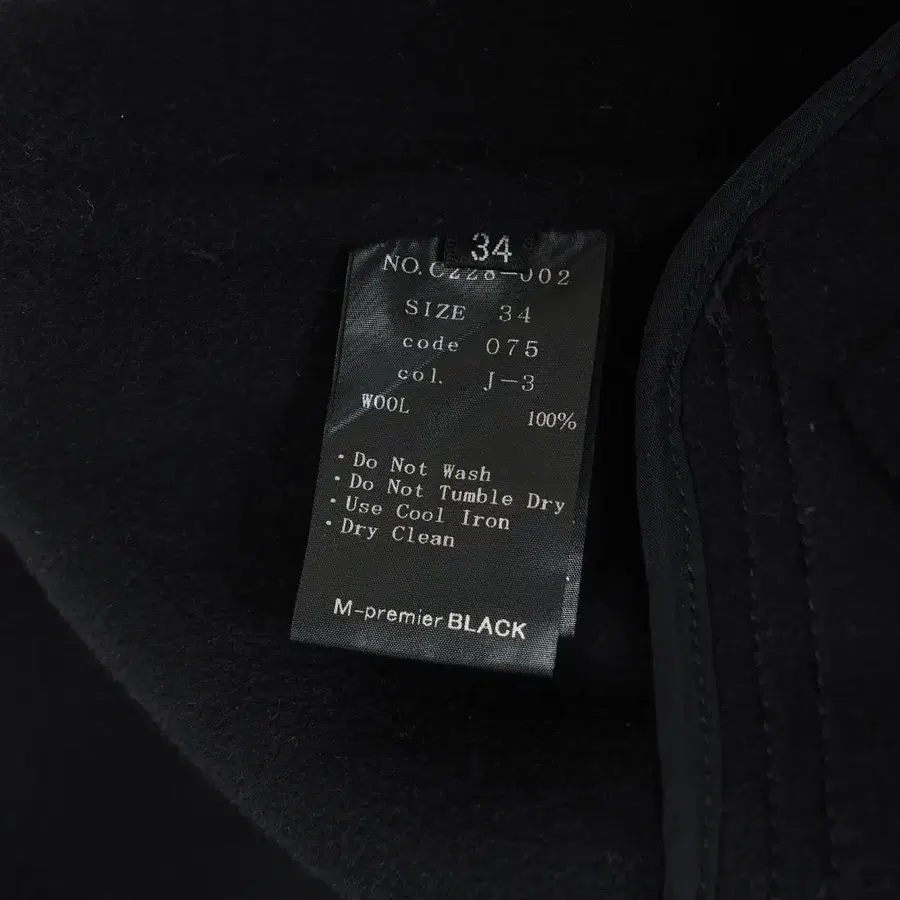 34
NO. C228-002
SIZE 34
code 075
col. J-3
WOOL 100%
・Do Not Wash
・Do Not Tumble Dry
・Use Cool Iron
・Dry Clean
M-premier BLACK